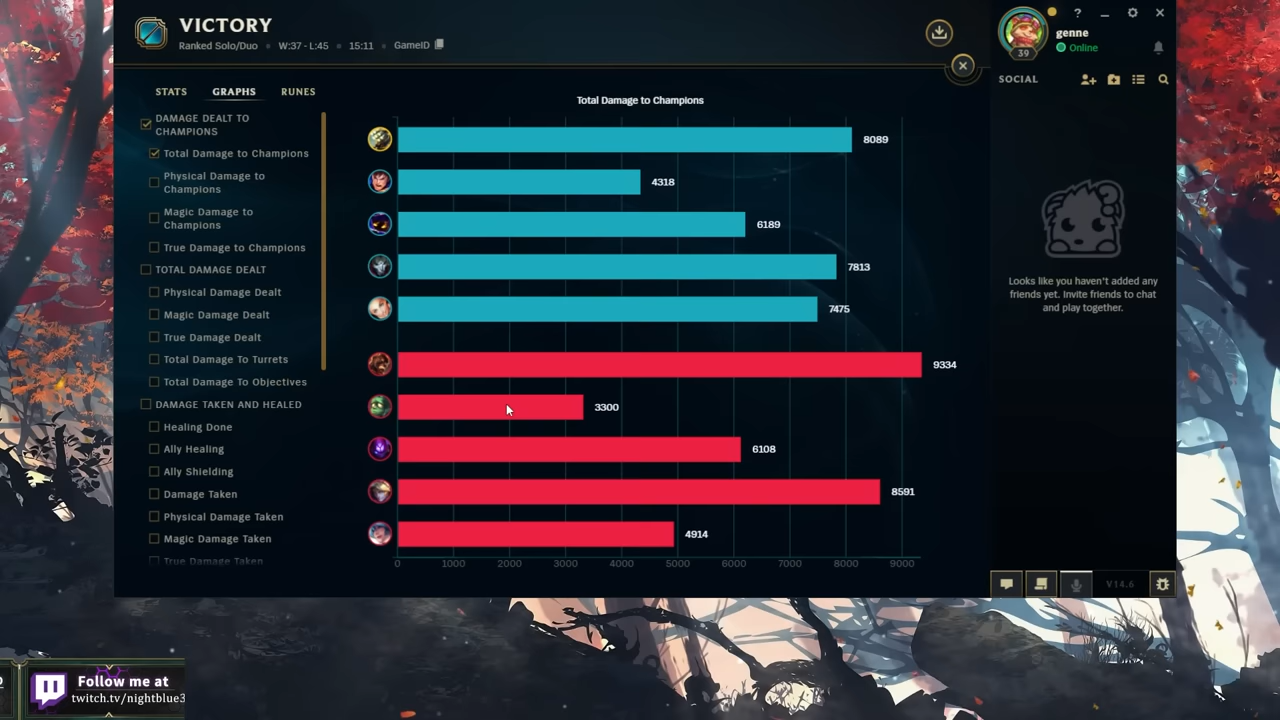 VICTORY
Ranked Solo/Duo W:37 - L:45 15:11 GameID
?
39
genne
Online
SOCIAL
STATS GRAPHS RUNES
DAMAGE DEALT TO
CHAMPIONS
Total Damage to Champions
Physical Damage to
Champions
Magic Damage to
Champions
True Damage to Champions
TOTAL DAMAGE DEALT
Physical Damage Dealt
Magic Damage Dealt
True Damage Dealt
Total Damage To Turrets
Total Damage To Objectives
DAMAGE TAKEN AND HEALED
Healing Done
Ally Healing
Ally Shielding
Damage Taken
Physical Damage Taken
Magic Damage Taken
True Damage Taken
Total Damage to Champions
8089
4318
6189
7813
7475
9334
3300
6108
8591
4914
0 1000 2000 3000 4000 5000 6000 7000 8000 9000
Looks like you haven't added any
friends yet. Invite friends to chat
and play together.
V14.6
Follow me at
twitch.tv/nightblue3